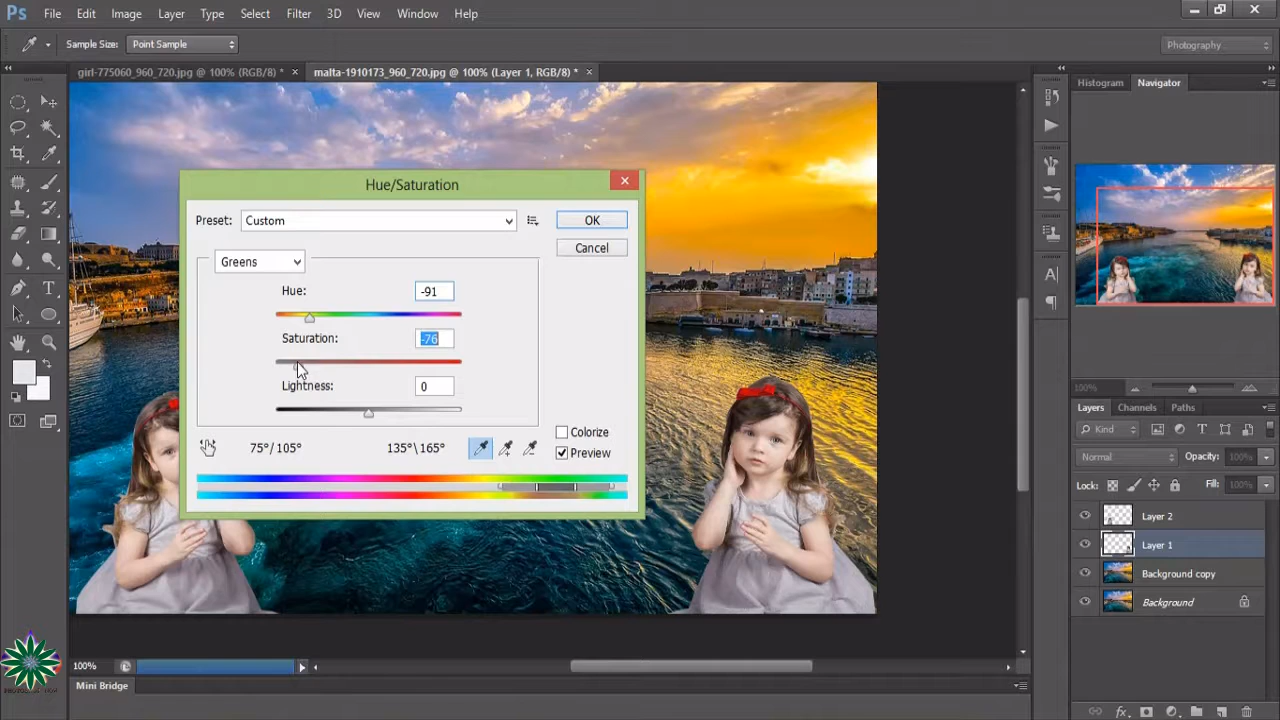 Ps File Edit Image Layer Type Select Filter 3D View Window Help
Sample Size: Point Sample Photography
girl-775060_960_720.jpg @ 100% (RGB/8) * × malta-1910173_960_720.jpg @ 100% (Layer 1, RGB/8) * ×
Histogram Navigator
Hue/Saturation
Preset: Custom OK
Cancel
Greens
Hue: -91
Saturation: -76
Lightness: 0
Colorize
75°/105° 135°\165° Preview
100%
Layers Channels Paths
Kind
Normal Opacity: 100%
Lock: Fill: 100%
Layer 2
Layer 1
Background copy
Background
100%
Mini Bridge